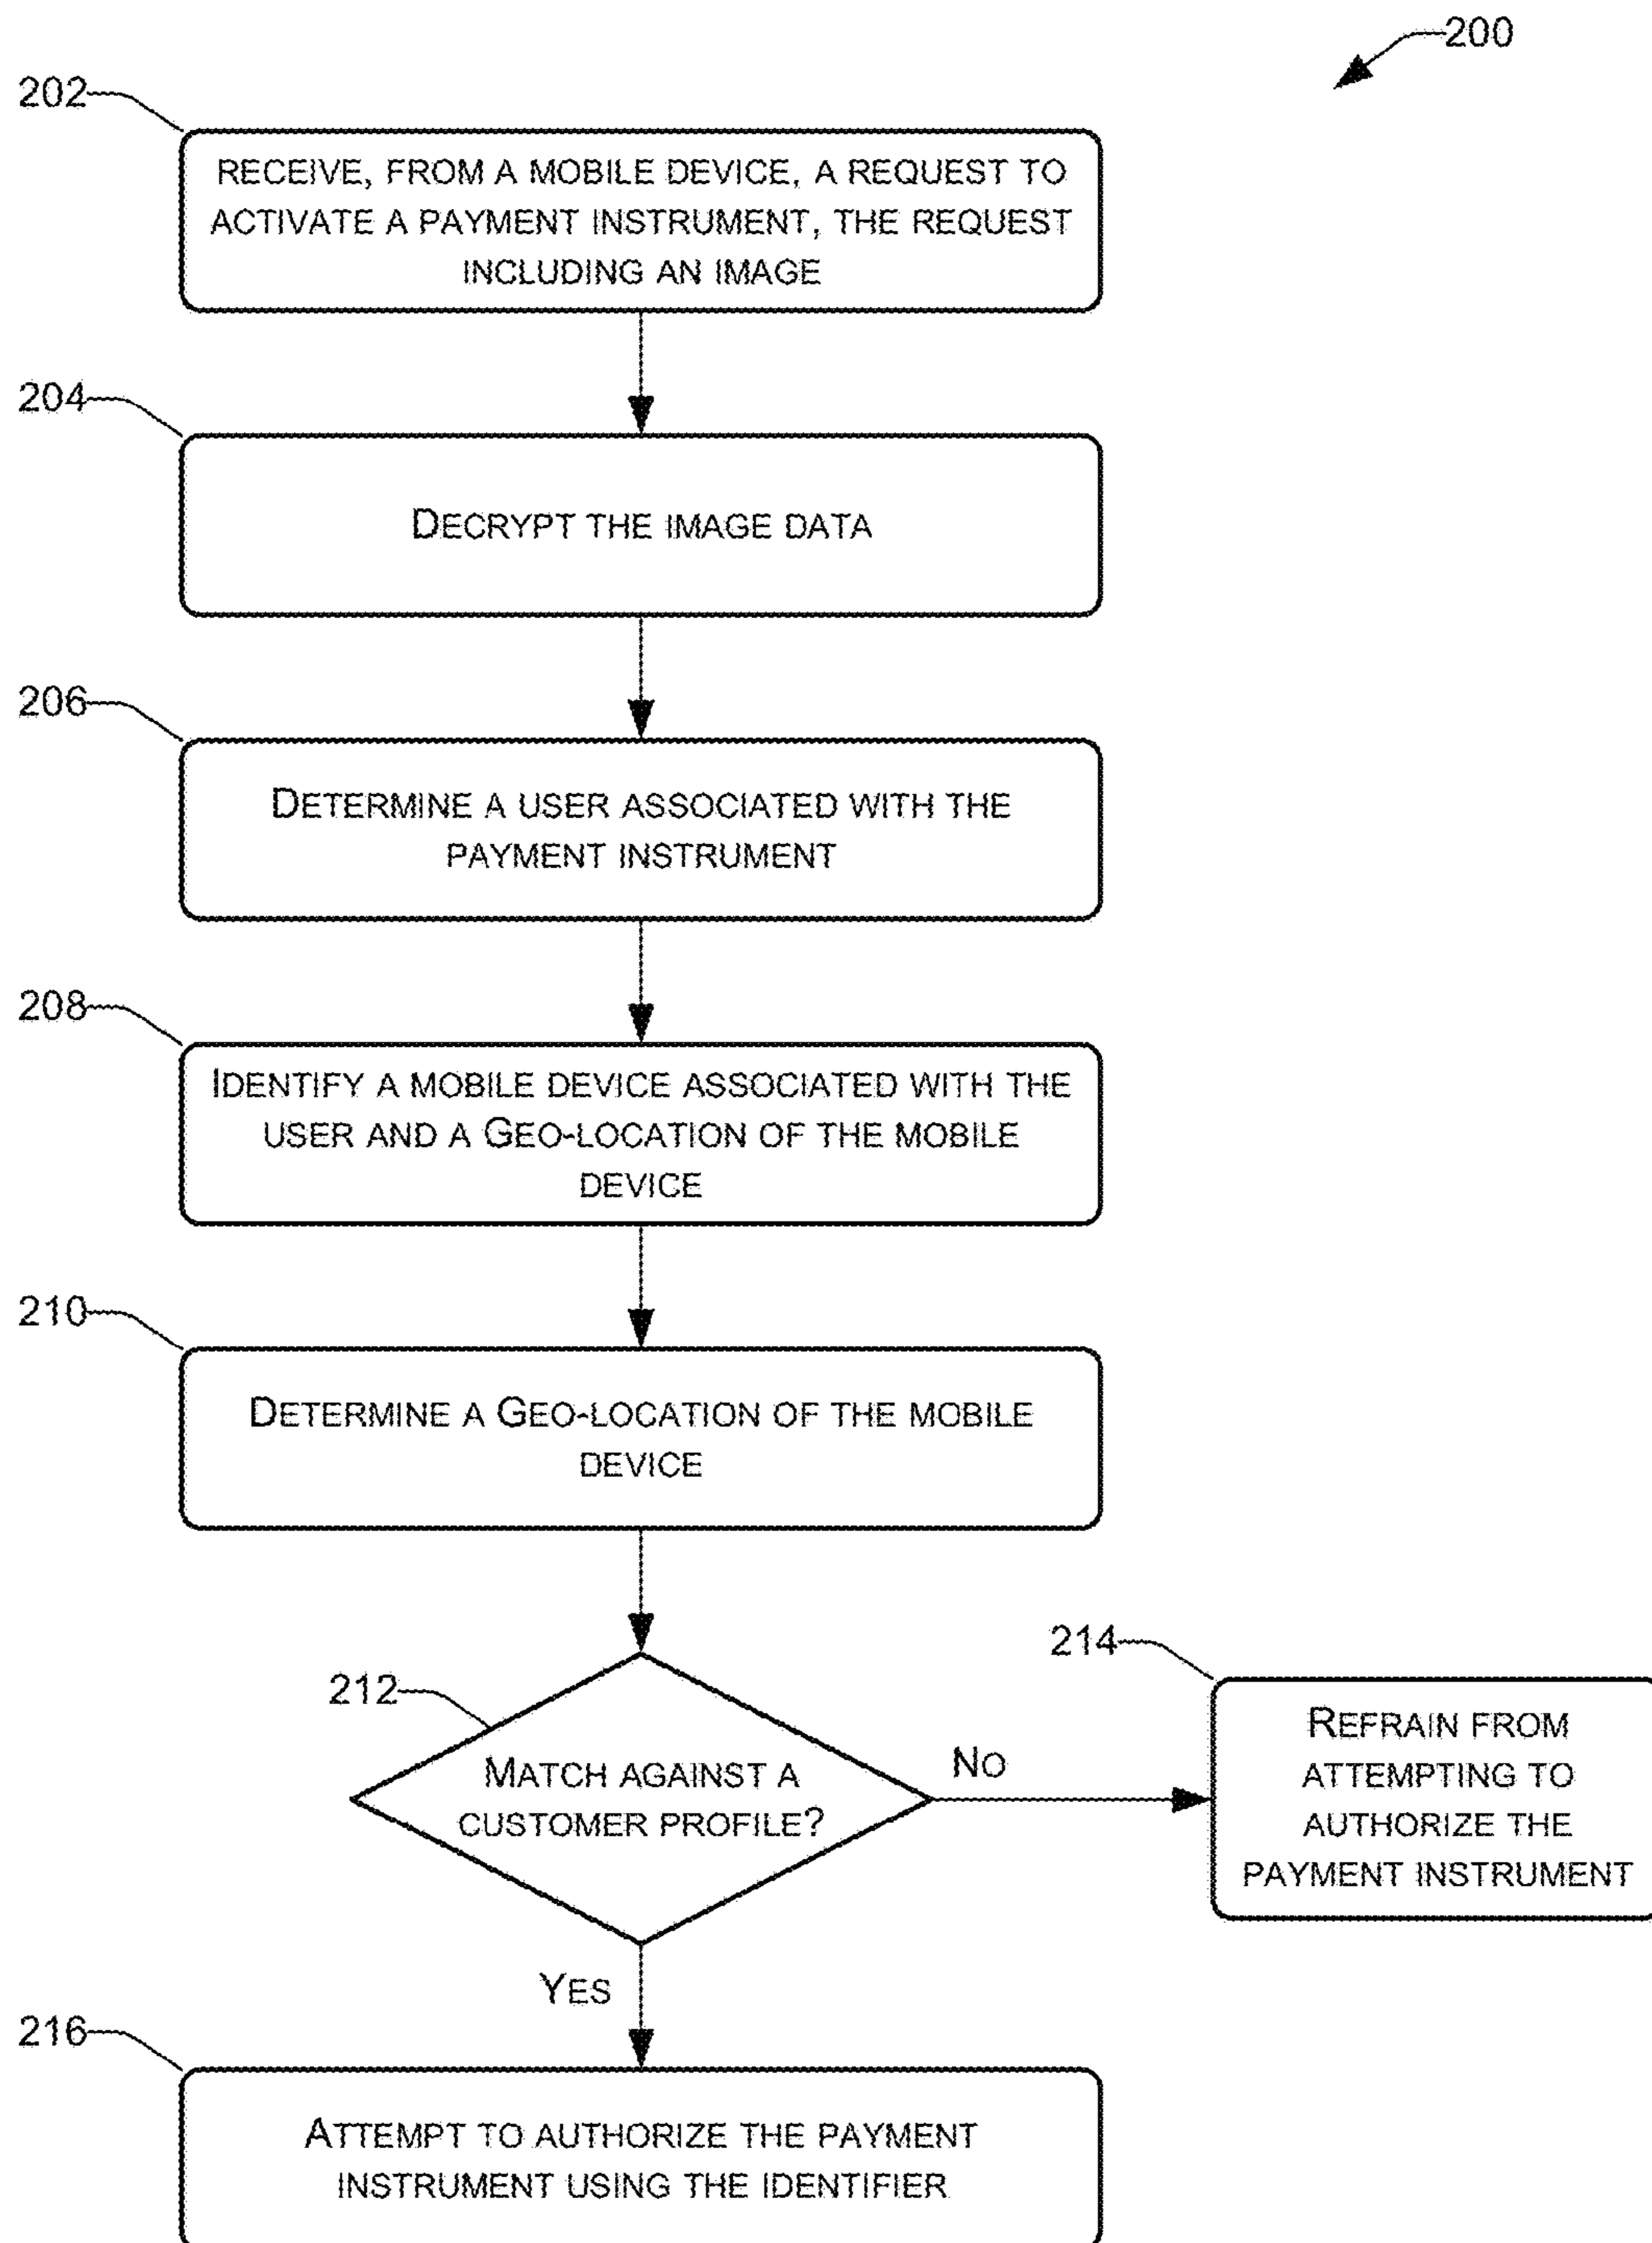 200
202
RECEIVE, FROM A MOBILE DEVICE, A REQUEST TO
ACTIVATE A PAYMENT INSTRUMENT, THE REQUEST
INCLUDING AN IMAGE
204
DECRYPT THE IMAGE DATA
206
DETERMINE A USER ASSOCIATED WITH THE
PAYMENT INSTRUMENT
208
IDENTIFY A MOBILE DEVICE ASSOCIATED WITH THE
USER AND A GEO-LOCATION OF THE MOBILE
DEVICE
210
DETERMINE A GEO-LOCATION OF THE MOBILE
DEVICE
212
MATCH AGAINST A
CUSTOMER PROFILE?
NO
214
REFRAIN FROM
ATTEMPTING TO
AUTHORIZE THE
PAYMENT INSTRUMENT
YES
216
ATTEMPT TO AUTHORIZE THE PAYMENT
INSTRUMENT USING THE IDENTIFIER